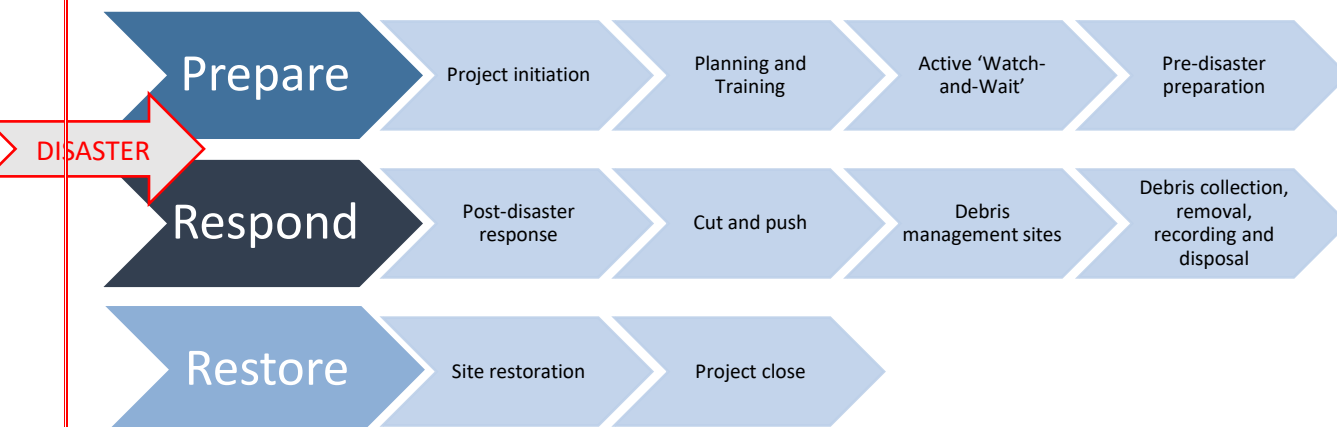 Prepare
Project initiation
Planning and
Training
Active ‘Watch-
and-Wait’
Pre-disaster
preparation
DISASTER
Respond
Post-disaster
response
Cut and push
Debris
management sites
Debris collection,
removal,
recording and
disposal
Restore
Site restoration
Project close